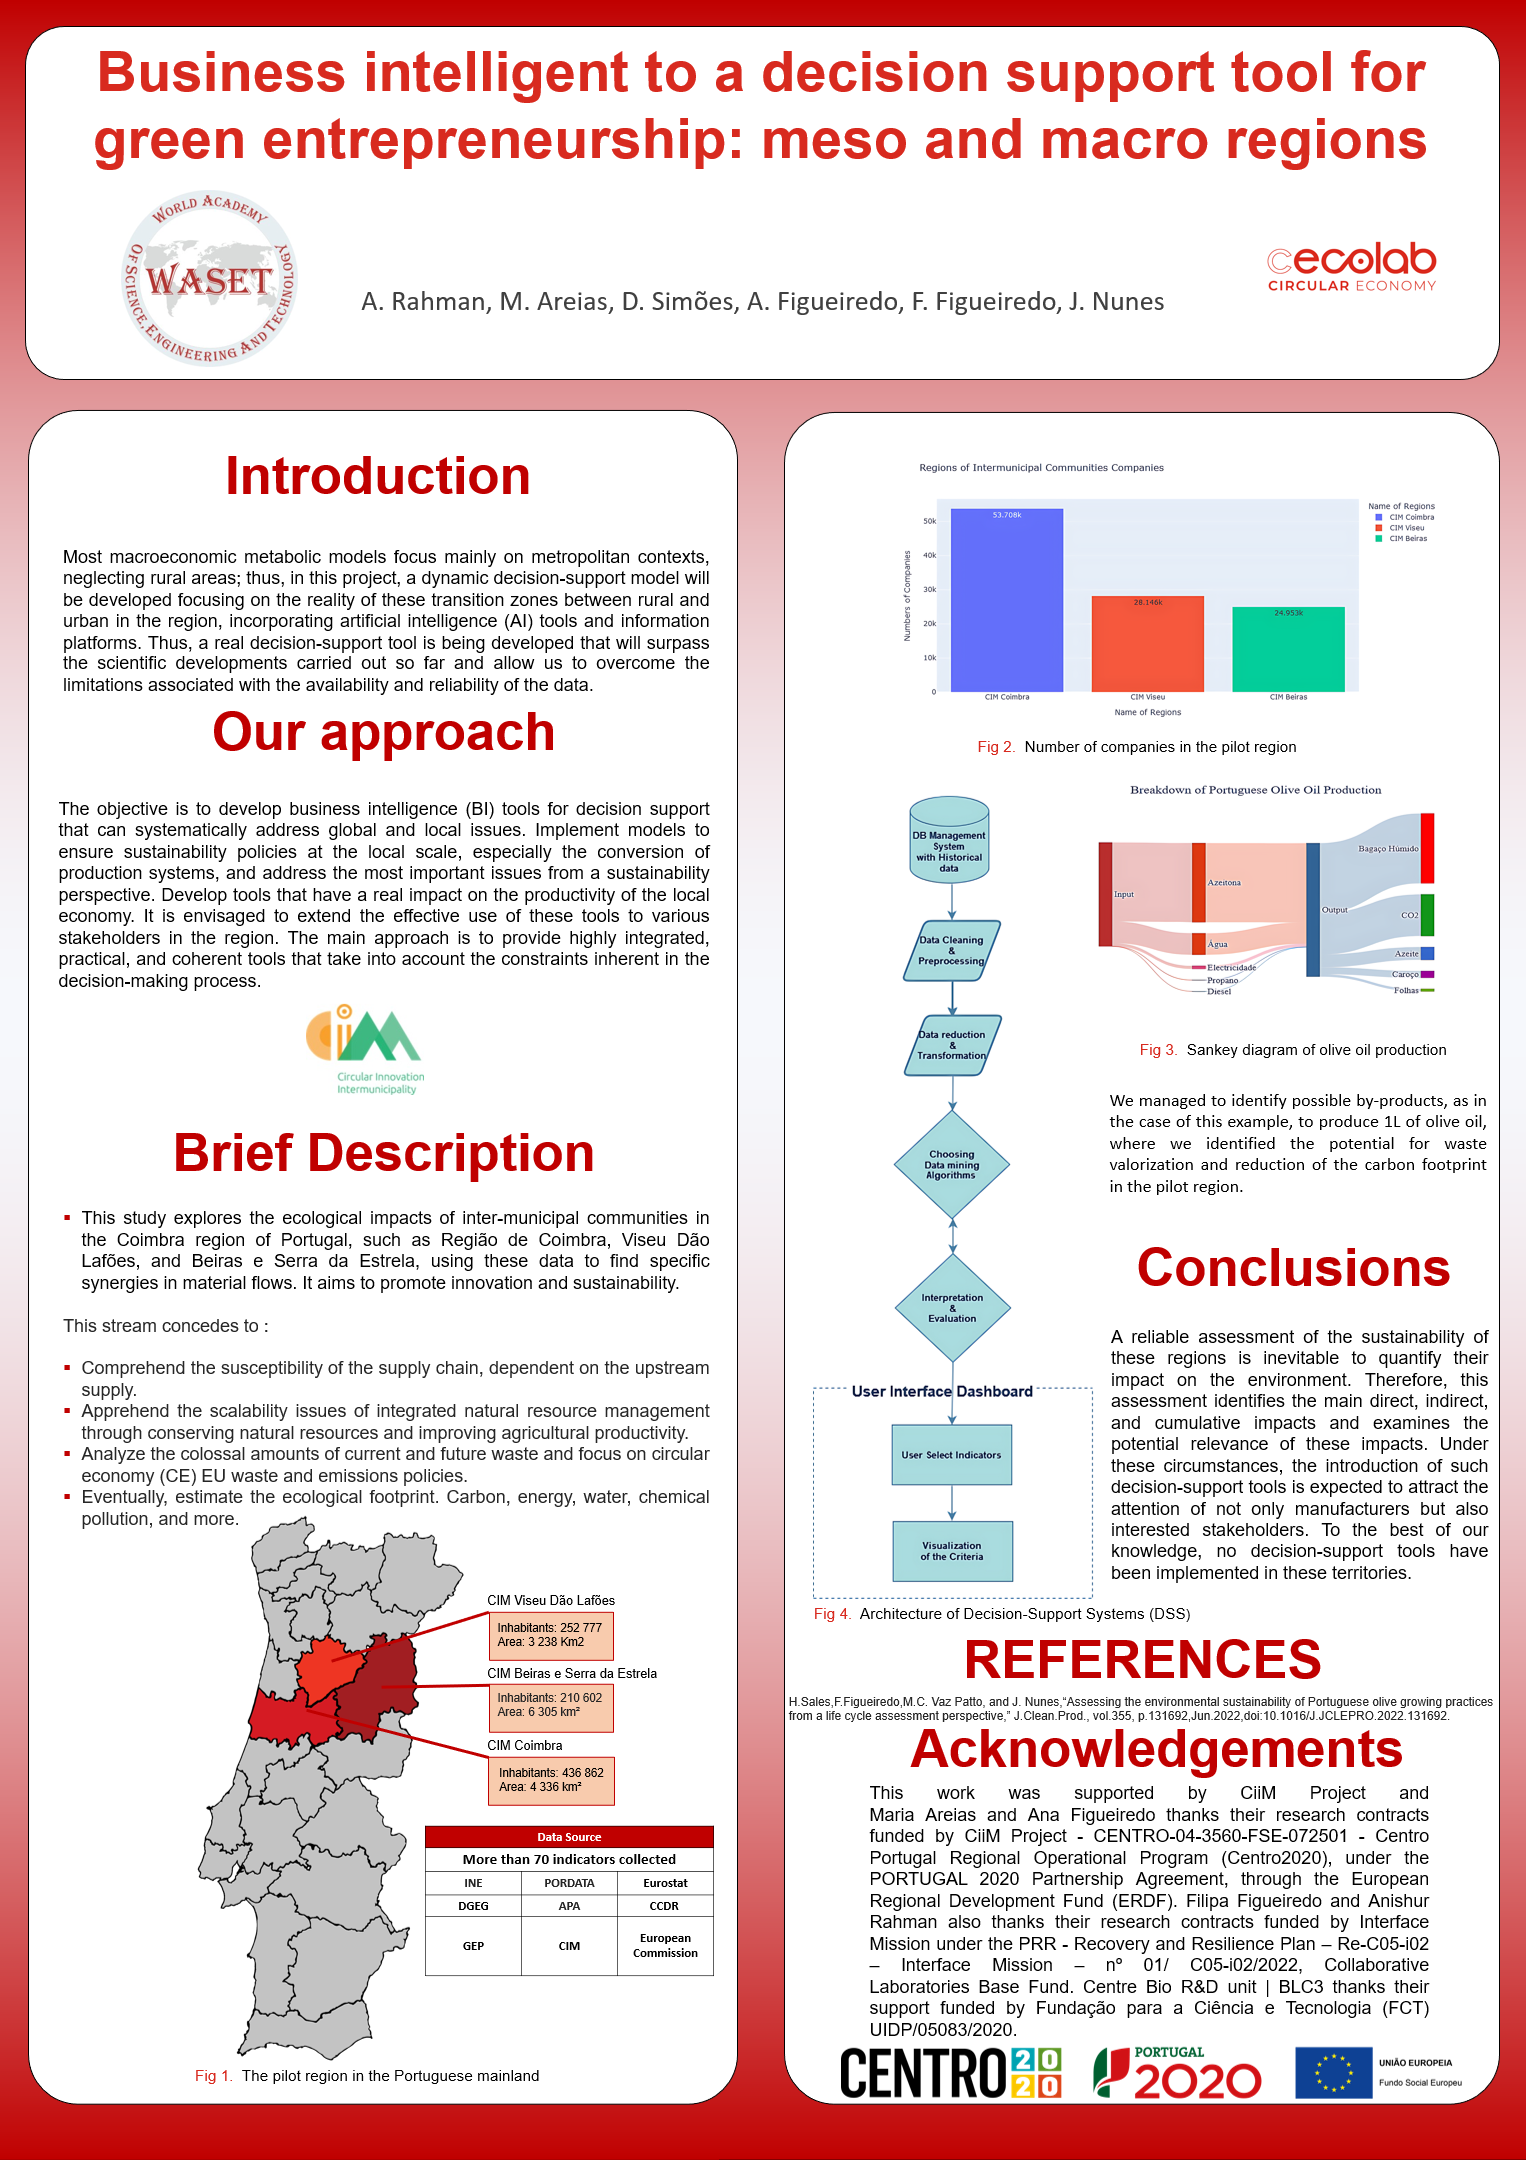 Business intelligent to a decision support tool for
green entrepreneurship: meso and macro regions
WORLD ACADEMY
OF SCIENCE, ENGINEERING AND TECHNOLOGY
WASET
A. Rahman, M. Areias, D. Simões, A. Figueiredo, F. Figueiredo, J. Nunes
cecolab
CIRCULAR ECONOMY
Introduction
Most macroeconomic metabolic models focus mainly on metropolitan contexts,
neglecting rural areas; thus, in this project, a dynamic decision-support model will
be developed focusing on the reality of these transition zones between rural and
urban in the region, incorporating artificial intelligence (AI) tools and information
platforms. Thus, a real decision-support tool is being developed that will surpass
the scientific developments carried out so far and allow us to overcome the
limitations associated with the availability and reliability of the data.
Our approach
The objective is to develop business intelligence (BI) tools for decision support
that can systematically address global and local issues. Implement models to
ensure sustainability policies at the local scale, especially the conversion of
production systems, and address the most important issues from a sustainability
perspective. Develop tools that have a real impact on the productivity of the local
economy. It is envisaged to extend the effective use of these tools to various
stakeholders in the region. The main approach is to provide highly integrated,
practical, and coherent tools that take into account the constraints inherent in the
decision-making process.
CiiM
Circular Innovation
Intermunicipality
Brief Description
▪ This study explores the ecological impacts of inter-municipal communities in
the Coimbra region of Portugal, such as Região de Coimbra, Viseu Dão
Lafões, and Beiras e Serra da Estrela, using these data to find specific
synergies in material flows. It aims to promote innovation and sustainability.
This stream concedes to :
▪ Comprehend the susceptibility of the supply chain, dependent on the upstream
supply.
▪ Apprehend the scalability issues of integrated natural resource management
through conserving natural resources and improving agricultural productivity.
▪ Analyze the colossal amounts of current and future waste and focus on circular
economy (CE) EU waste and emissions policies.
▪ Eventually, estimate the ecological footprint. Carbon, energy, water, chemical
pollution, and more.
CIM Viseu Dão Lafões
Inhabitants: 252 777
Area: 3 238 Km2
CIM Beiras e Serra da Estrela
Inhabitants: 210 602
Area: 6 305 km²
CIM Coimbra
Inhabitants: 436 862
Area: 4 336 km²
Data Source
More than 70 indicators collected
INE PORDATA Eurostat
DGEG APA CCDR
GEP CIM European
Commission
Fig 1. The pilot region in the Portuguese mainland
Regions of Intermunicipal Communities Companies
Numbers of Companies
50k
40k
30k
20k
10k
0
53.708k
28.146k
24.953k
CIM Coimbra CIM Viseu CIM Beiras
Name of Regions
Name of Regions
CIM Coimbra
CIM Viseu
CIM Beiras
Fig 2. Number of companies in the pilot region
DB Management
System
with Historical
data
Data Cleaning
&
Preprocessing
Data reduction
&
Transformation
Choosing
Data mining
Algorithms
Interpretation
&
Evaluation
User Interface Dashboard
User Select Indicators
Visualization
of the Criteria
Fig 4. Architecture of Decision-Support Systems (DSS)
Breakdown of Portuguese Olive Oil Production
Input
Azeitona
Água
Electricidade
Propano
Diesel
Output
Bagaço Húmido
CO2
Azeite
Caroço
Folhas
Fig 3. Sankey diagram of olive oil production
We managed to identify possible by-products, as in
the case of this example, to produce 1L of olive oil,
where we identified the potential for waste
valorization and reduction of the carbon footprint
in the pilot region.
Conclusions
A reliable assessment of the sustainability of
these regions is inevitable to quantify their
impact on the environment. Therefore, this
assessment identifies the main direct, indirect,
and cumulative impacts and examines the
potential relevance of these impacts. Under
these circumstances, the introduction of such
decision-support tools is expected to attract the
attention of not only manufacturers but also
interested stakeholders. To the best of our
knowledge, no decision-support tools have
been implemented in these territories.
REFERENCES
H.Sales,F.Figueiredo,M.C. Vaz Patto, and J. Nunes,“Assessing the environmental sustainability of Portuguese olive growing practices
from a life cycle assessment perspective,” J.Clean.Prod., vol.355, p.131692,Jun.2022,doi:10.1016/J.JCLEPRO.2022.131692.
Acknowledgements
This work was supported by CiiM Project and
Maria Areias and Ana Figueiredo thanks their research contracts
funded by CiiM Project - CENTRO-04-3560-FSE-072501 - Centro
Portugal Regional Operational Program (Centro2020), under the
PORTUGAL 2020 Partnership Agreement, through the European
Regional Development Fund (ERDF). Filipa Figueiredo and Anishur
Rahman also thanks their research contracts funded by Interface
Mission under the PRR - Recovery and Resilience Plan – Re-C05-i02
– Interface Mission – nº 01/ C05-i02/2022, Collaborative
Laboratories Base Fund. Centre Bio R&D unit | BLC3 thanks their
support funded by Fundação para a Ciência e Tecnologia (FCT)
UIDP/05083/2020.
CENTRO 2020
PORTUGAL
2020
UNIÃO EUROPEIA
Fundo Social Europeu